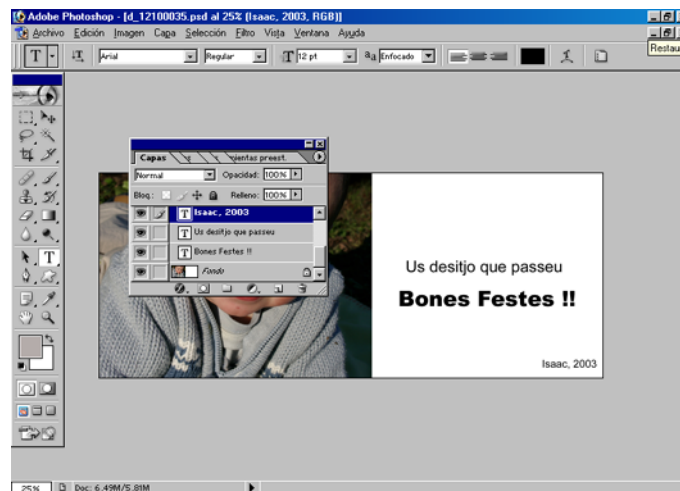 Adobe Photoshop - [d_12100035.psd al 25% (Isaac, 2003, RGB)]
Archivo Edición Imagen Capa Selección Filtro Vista Ventana Ayuda
Restau
T T Arial Regular T 12 pt aa Enfocado T
Capas ientas preest.
Normal Opacidad: 100%
Bloq.: Relleno: 100%
T Isaac, 2003
T Us desitjo que passeu
T Bones Festes !!
Fondo
T
Us desitjo que passeu
Bones Festes !!
Isaac, 2003
25% Doc: 6.49M/5.81M